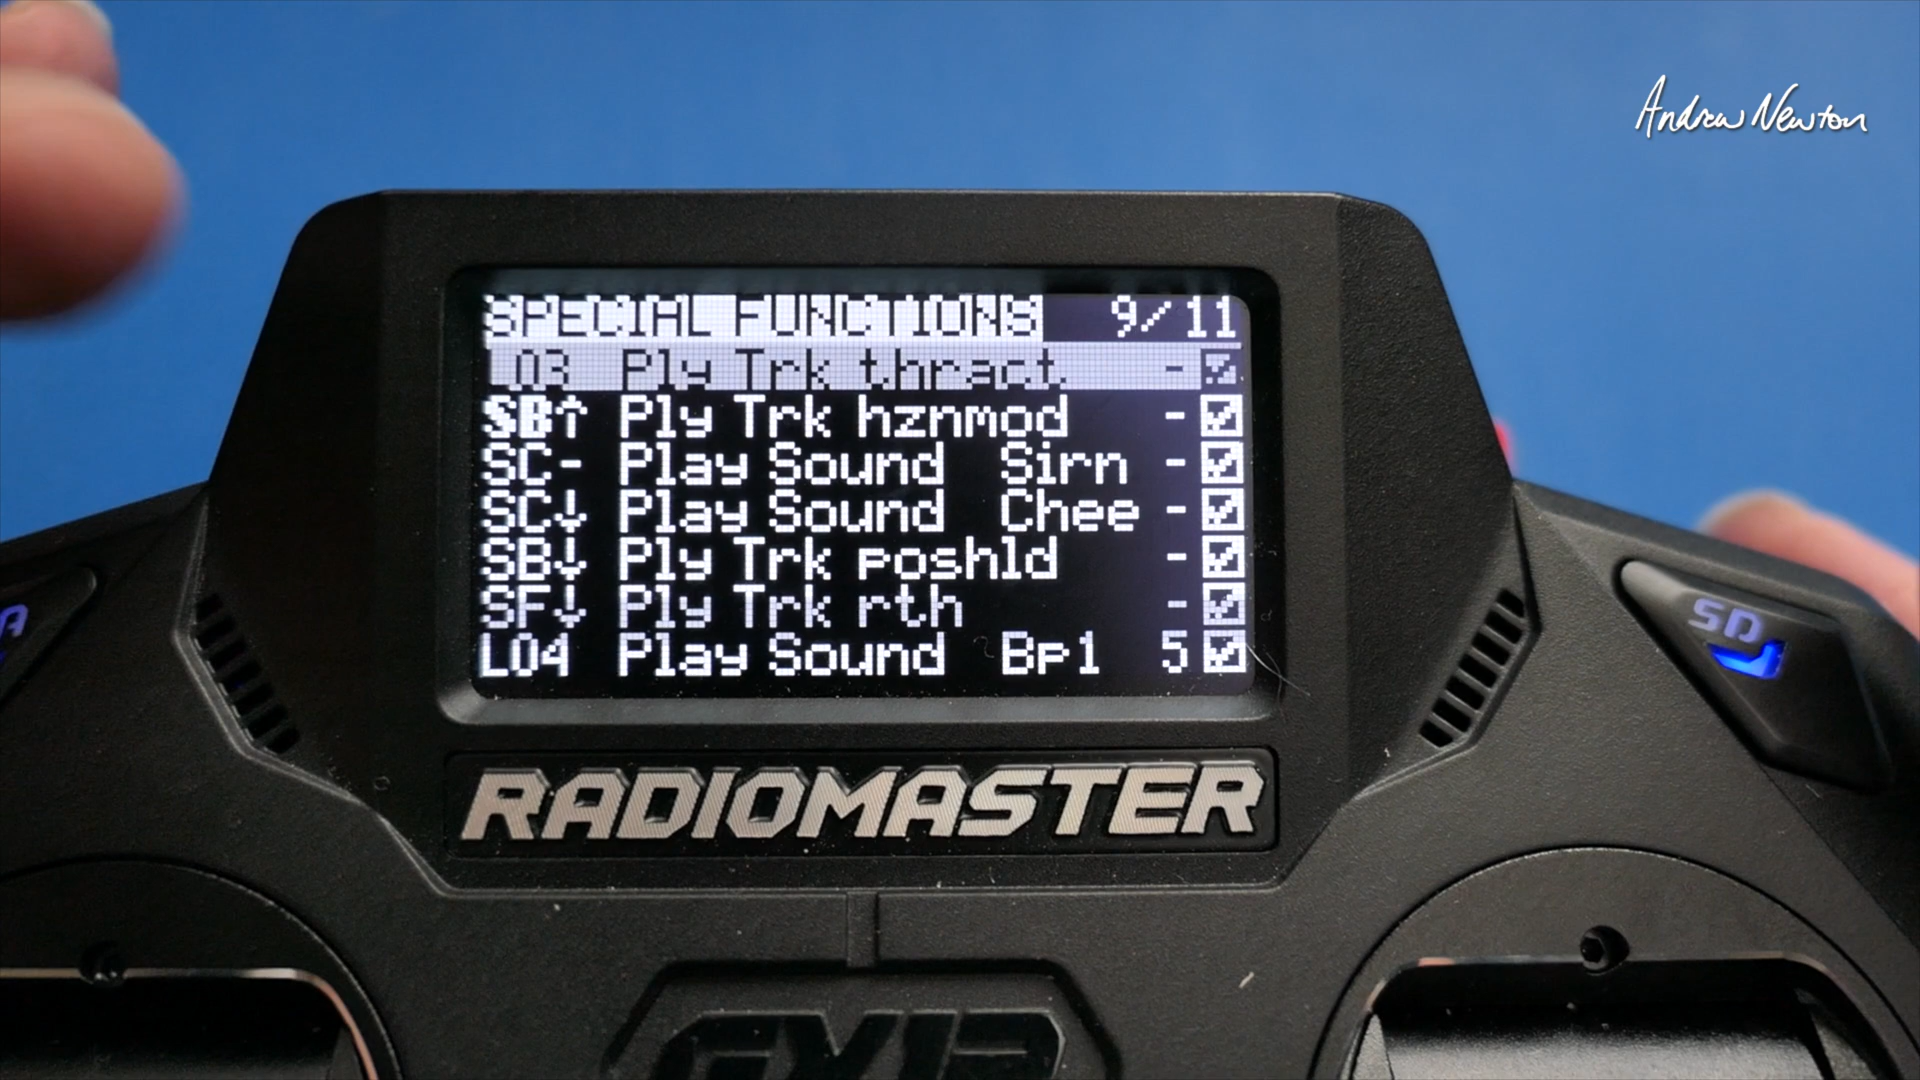 Andrew Newton
SPECIAL FUNCTIONS 9/11
L03 Ply Trk thract -
SB↑ Ply Trk hznmod -
SC- Play Sound Sirn -
SC↓ Play Sound Chee -
SB↓ Ply Trk poshld -
SF↓ Ply Trk rth -
L04 Play Sound Bp1 5
SD
RADIOMASTER